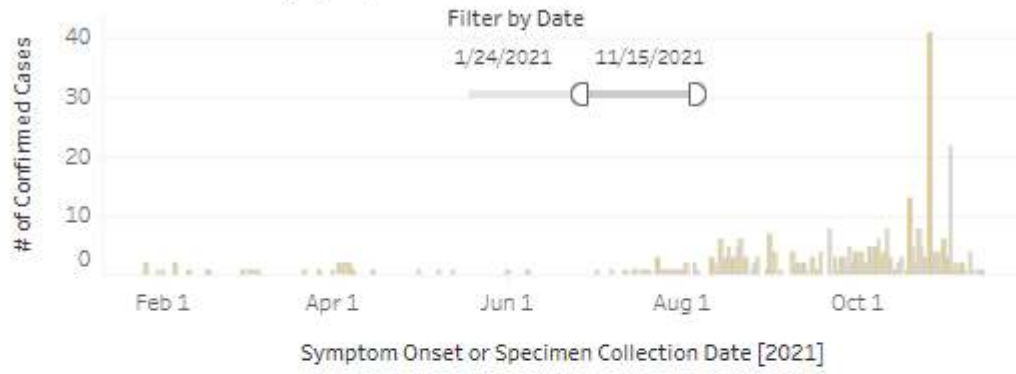 Filter by Date
1/24/2021 11/15/2021
# of Confirmed Cases
40
30
20
10
0
Feb 1 Apr 1 Jun 1 Aug 1 Oct 1
Symptom Onset or Specimen Collection Date [2021]